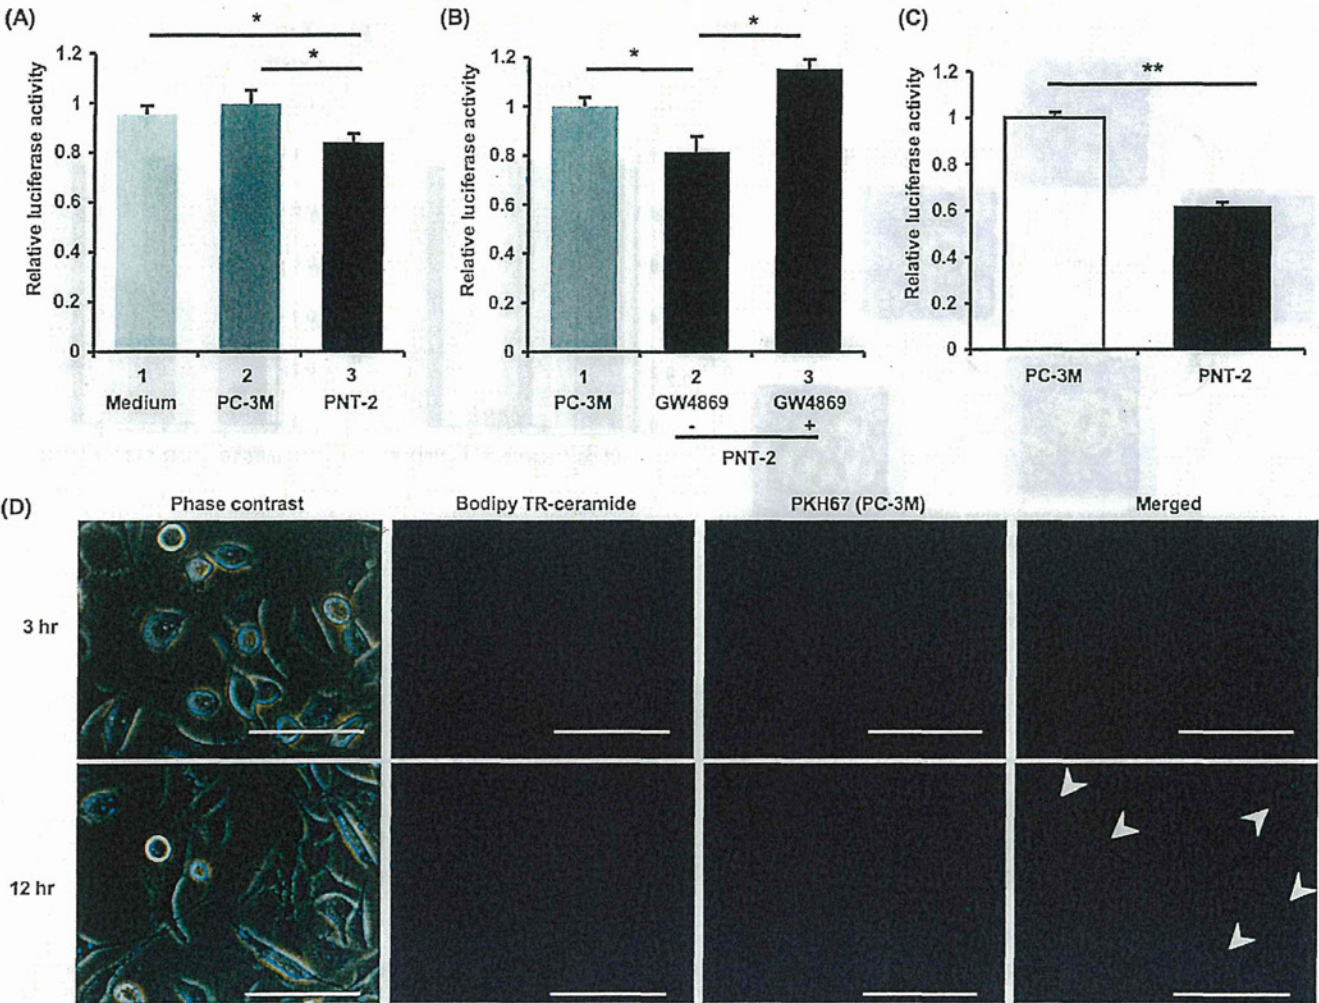 (A)
*
*
Relative luciferase activity
1.2
1
0.8
0.6
0.4
0.2
0
1
2
3
Medium
PC-3M
PNT-2
(B)
*
*
Relative luciferase activity
1.2
1
0.8
0.6
0.4
0.2
0
1
2
3
PC-3M
GW4869
GW4869
-
+
PNT-2
(C)
**
Relative luciferase activity
1.2
1
0.8
0.6
0.4
0.2
0
PC-3M
PNT-2
(D)
Phase contrast
Bodipy TR-ceramide
PKH67 (PC-3M)
Merged
3 hr
12 hr